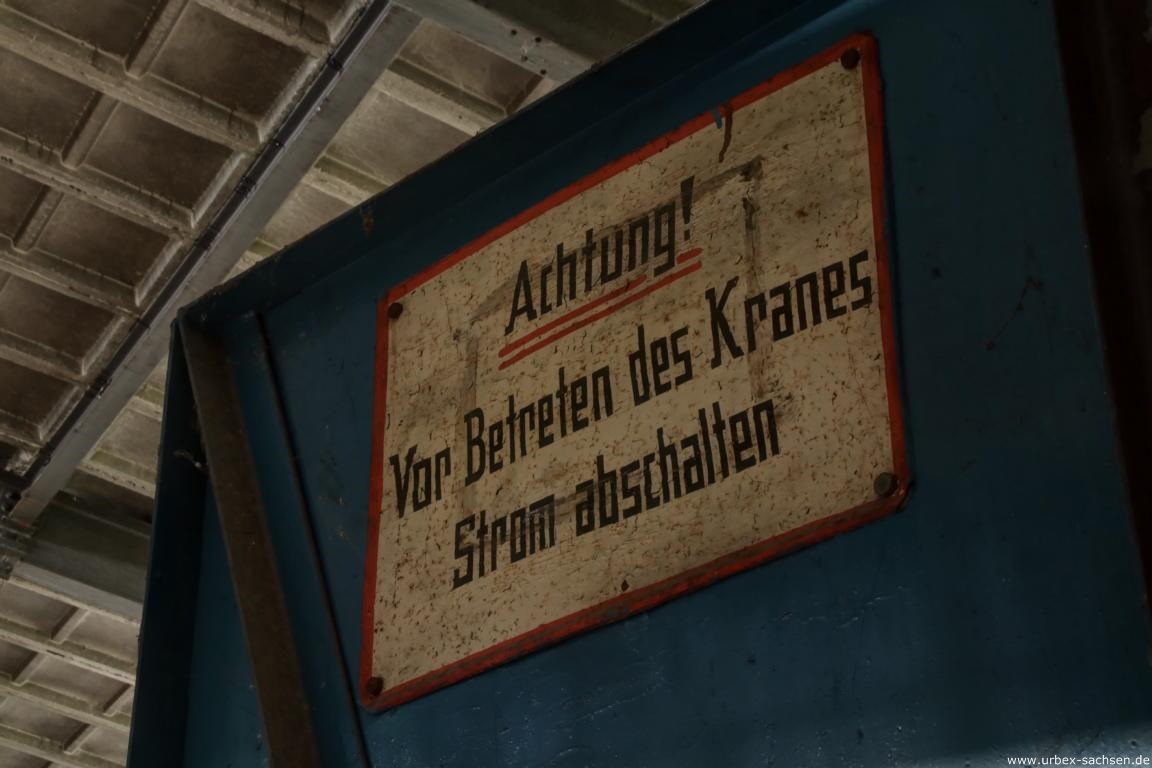 Achtung!
Vor Betreten des Kranes
Strom abschalten
www.urbex-sachsen.de